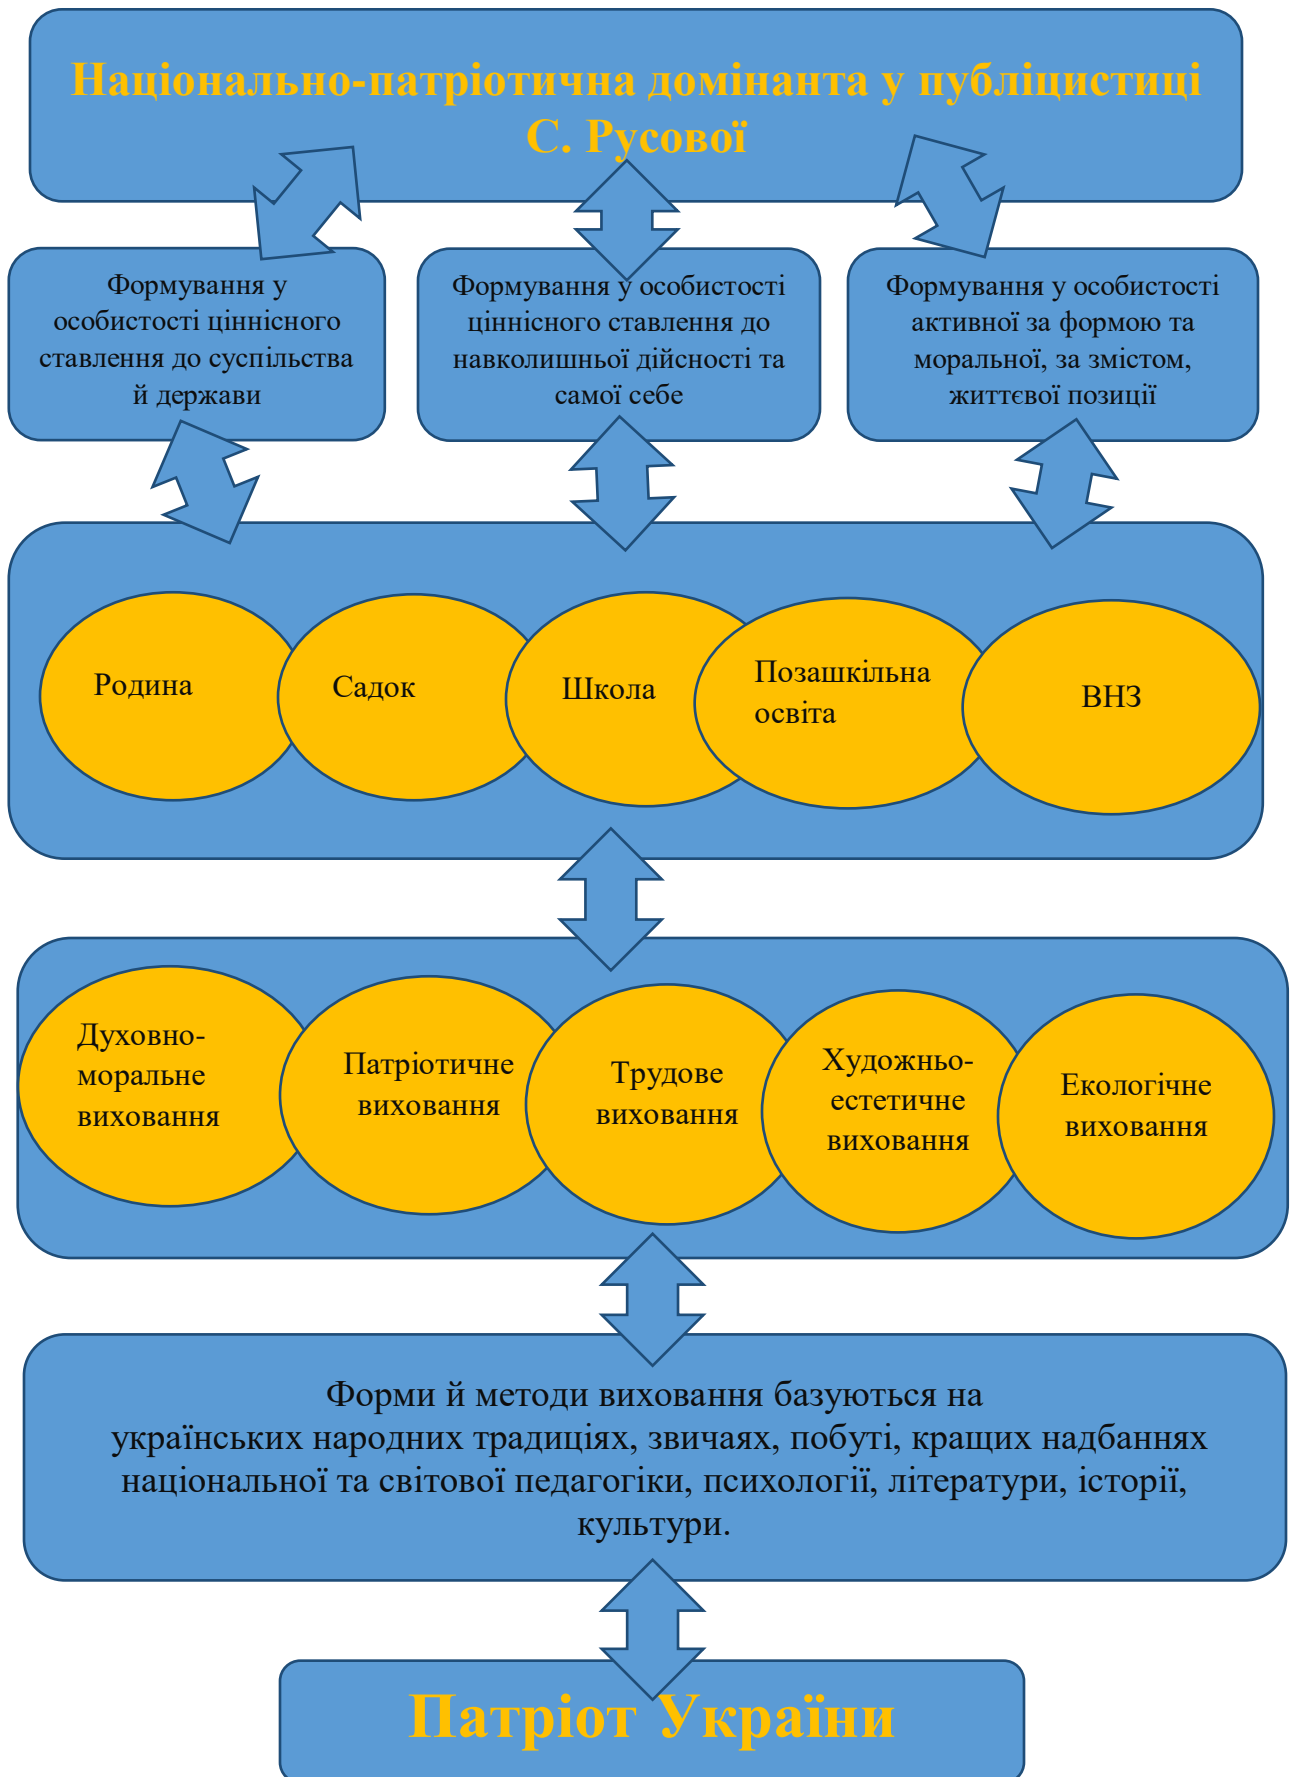 Національно-патріотична домінанта у публіцистиці
С. Русової
Формування у
особистості ціннісного
ставлення до суспільства
й держави
Формування у особистості
ціннісного ставлення до
навколишньої дійсності та
самої себе
Формування у особистості
активної за формою та
моральної, за змістом,
життєвої позиції
Родина
Садок
Школа
Позашкільна
освіта
ВНЗ
Духовно-
моральне
виховання
Патріотичне
виховання
Трудове
виховання
Художньо-
естетичне
виховання
Екологічне
виховання
Форми й методи виховання базуються на
українських народних традиціях, звичаях, побуті, кращих надбаннях
національної та світової педагогіки, психології, літератури, історії,
культури.
Патріот України